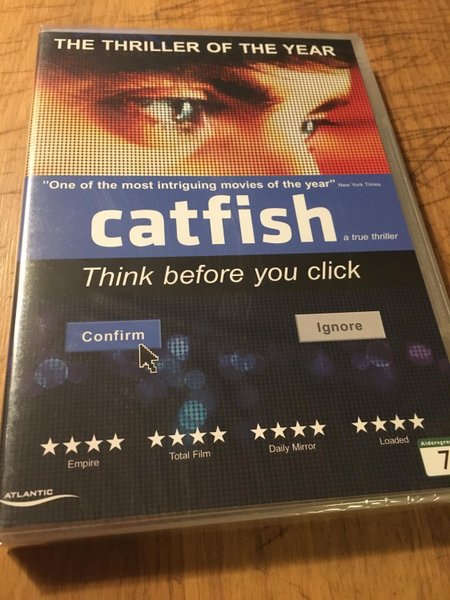 THE THRILLER OF THE YEAR
"One of the most intriguing movies of the year" New York Times
catfish
a true thriller
Think before you click
Confirm
Ignore
Empire
Total Film
Daily Mirror
Loaded
ATLANTIC
7